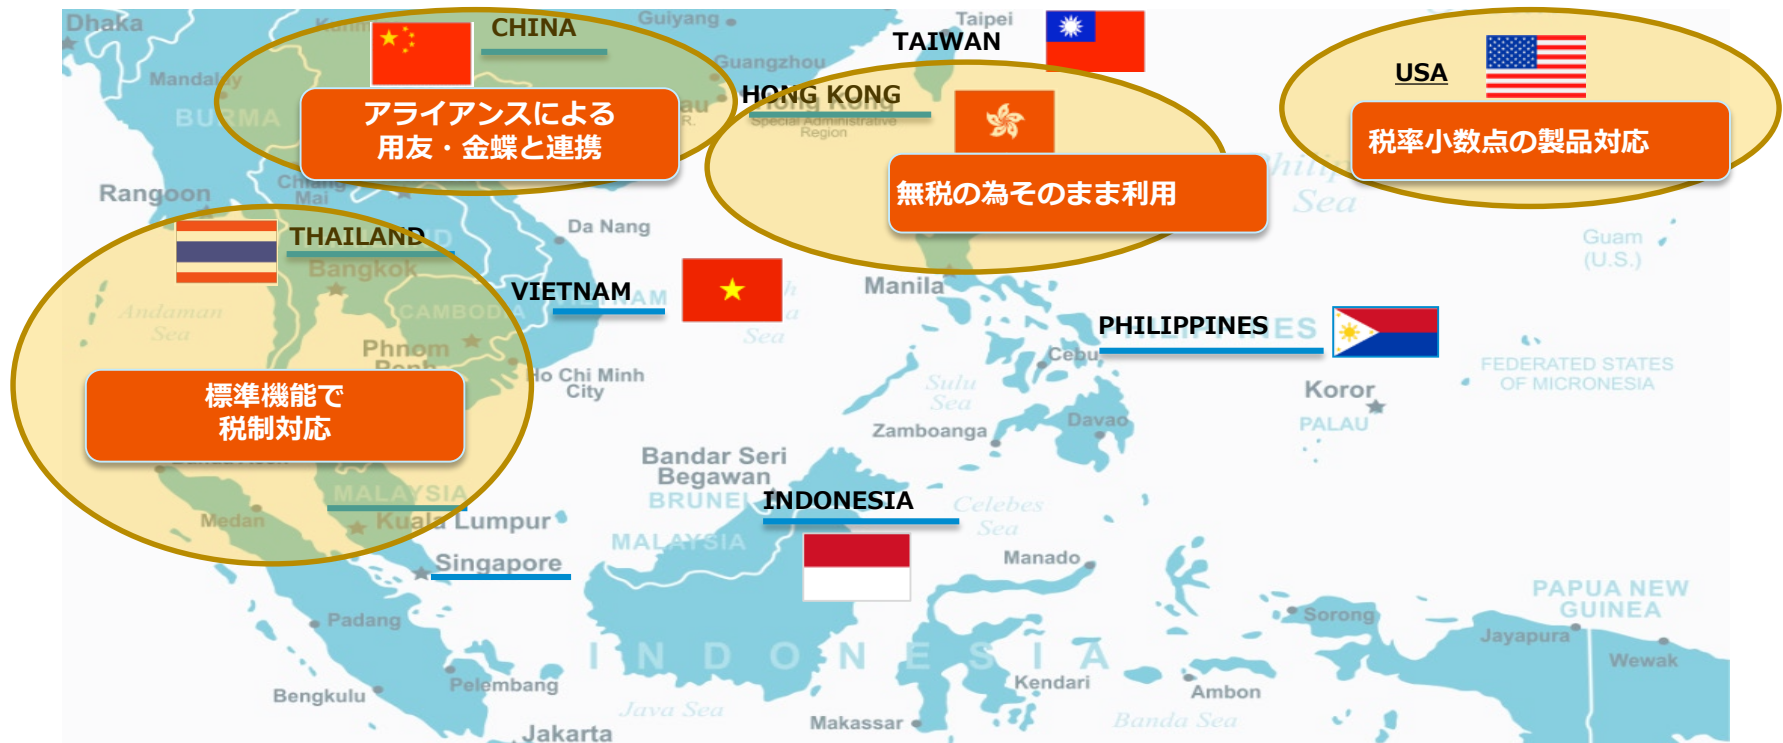 Dhaka
CHINA
Guiyang
Taipei
TAIWAN
USA
Mandalay
Guangzhou
HONG KONG
Hong Kong
Special Administrative
Region
BURMA
アライアンスによる
用友・金蝶と連携
税率小数点の製品対応
Rangoon
Chiang
Mai
無税の為そのまま利用
Sea
Da Nang
THAILAND
Bangkok
Guam
(U.S.)
VIETNAM
Manila
Andaman
Sea
CAMBODIA
Sea
PHILIPPINES
Phnom
Penh
Cebu
FEDERATED STATES
OF MICRONESIA
Ho Chi Minh
City
Sulu
Sea
Koror
標準機能で
税制対応
Davao
PALAU
Zamboanga
Bandar Seri
Begawan
BRUNEI
INDONESIA
MALAYSIA
Medan
Kuala Lumpur
Celebes
Sea
MALAYSIA
Singapore
Manado
PAPUA NEW
GUINEA
Padang
Sorong
Jayapura
INDONESIA
Wewak
Pelembang
Bengkulu
Kendari
Ambon
Java Sea
Makassar
Banda Sea
Jakarta